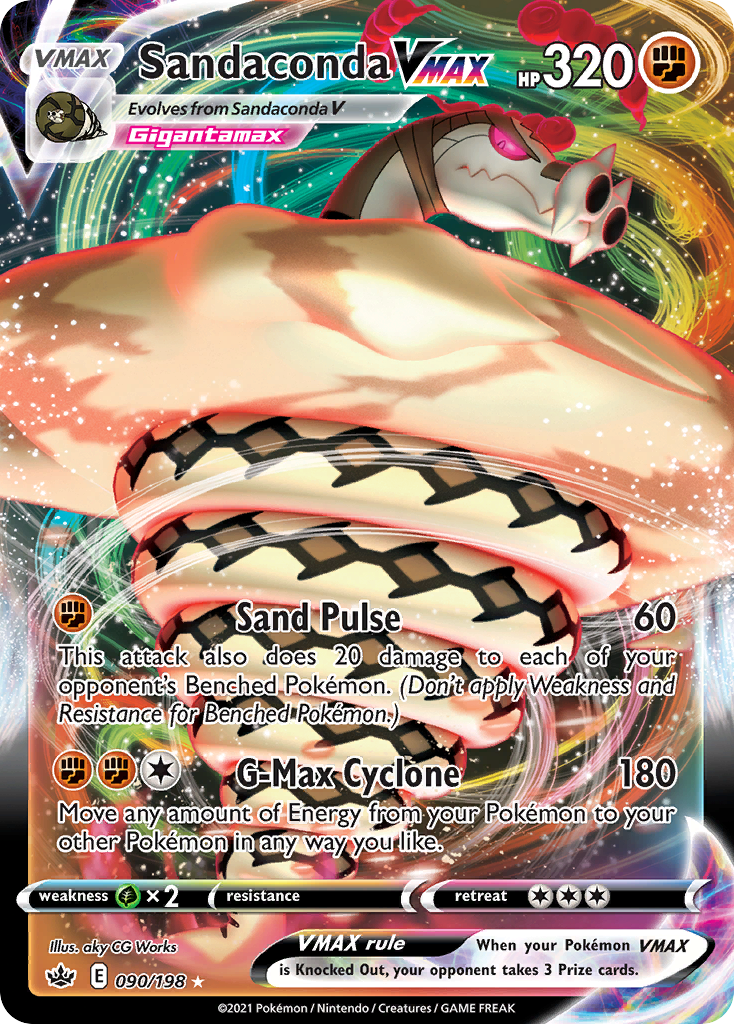 VMAX
Sandaconda VMAX
HP 320
Evolves from Sandaconda V
Gigantamax
Sand Pulse 60
This attack also does 20 damage to each of your
opponent's Benched Pokémon. (Don't apply Weakness and
Resistance for Benched Pokémon.)
G-Max Cyclone 180
Move any amount of Energy from your Pokémon to your
other Pokémon in any way you like.
weakness ×2 resistance retreat
Illus. aky CG Works
VMAX rule When your Pokémon VMAX
is Knocked Out, your opponent takes 3 Prize cards.
E 090/198
©2021 Pokémon / Nintendo / Creatures / GAME FREAK